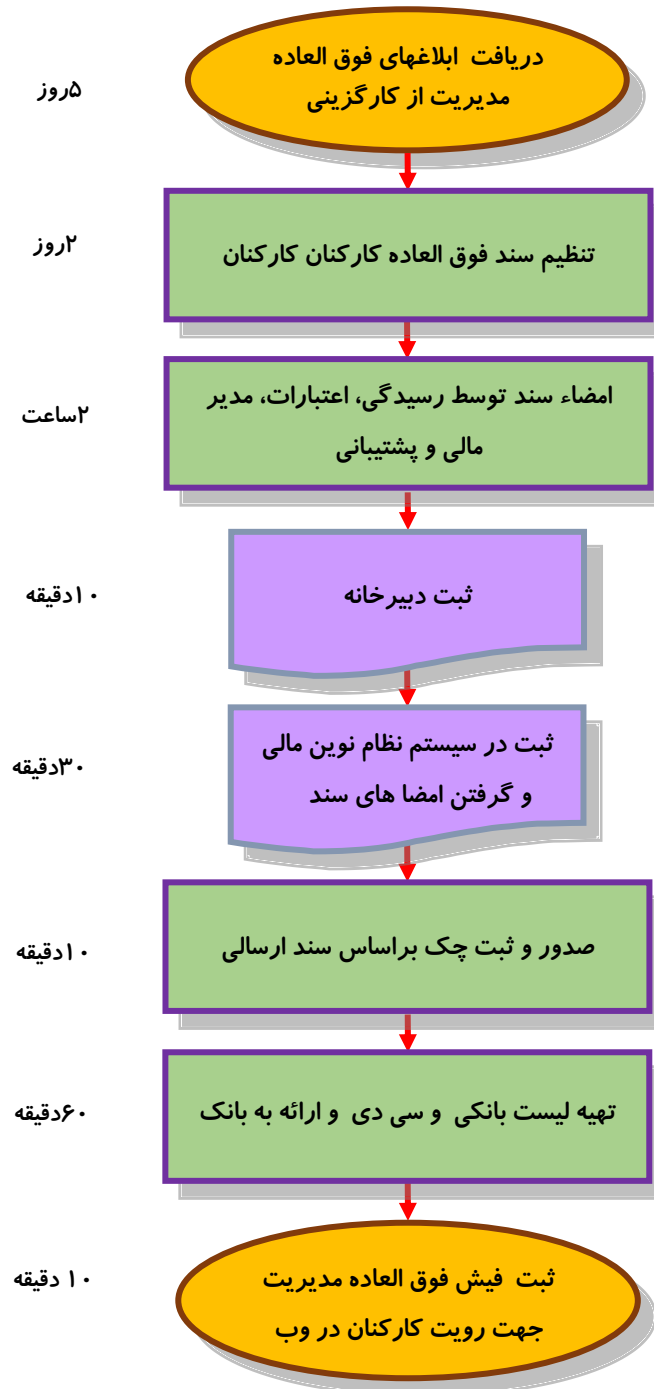 دریافت ابلاغهای فوق العاده
مدیریت از کارگزینی
۵روز
تنظیم سند فوق العاده کارکنان کارکنان
۲روز
امضاء سند توسط رسیدگی، اعتبارات، مدیر
مالی و پشتیبانی
۲ساعت
ثبت دبیرخانه
۱۰دقیقه
ثبت در سیستم نظام نوین مالی
و گرفتن امضا های سند
۳۰دقیقه
صدور و ثبت چک براساس سند ارسالی
۱۰دقیقه
تهیه لیست بانکی و سی دی و ارائه به بانک
۶۰دقیقه
ثبت فیش فوق العاده مدیریت
جهت رویت کارکنان در وب
۱۰ دقیقه